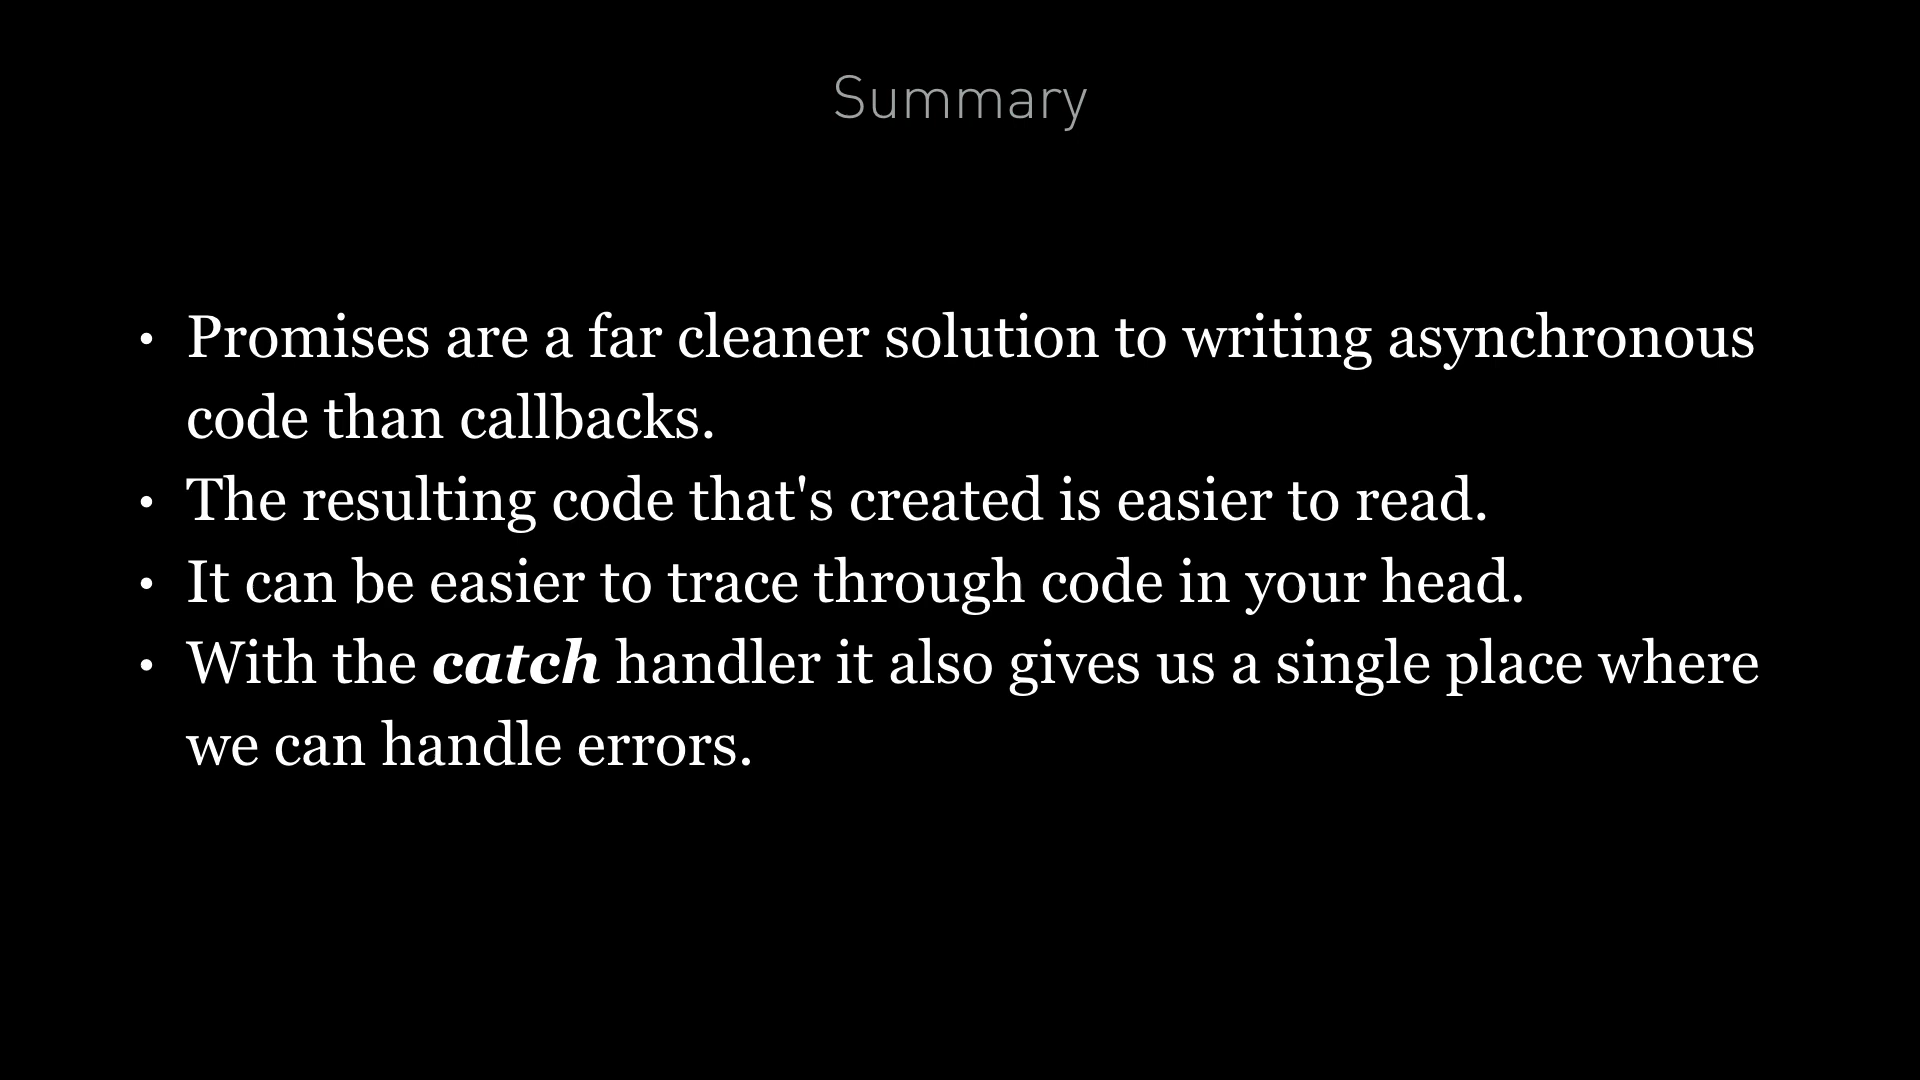 Summary
• Promises are a far cleaner solution to writing asynchronous
code than callbacks.
• The resulting code that's created is easier to read.
• It can be easier to trace through code in your head.
• With the catch handler it also gives us a single place where
we can handle errors.